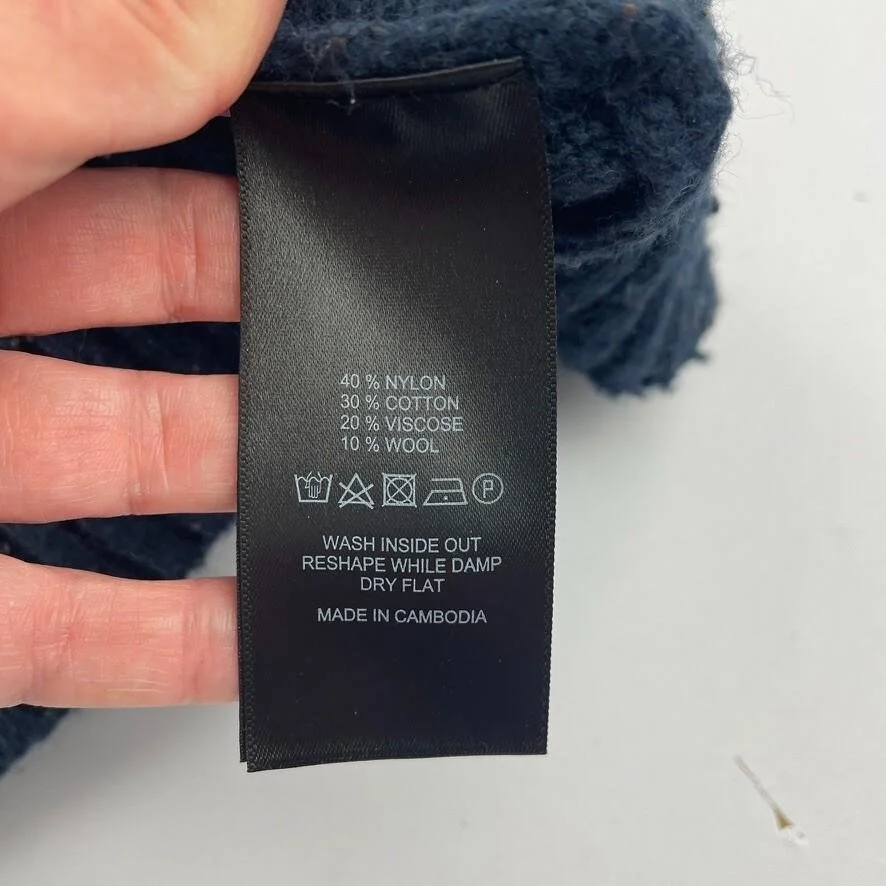 40 % NYLON
30 % COTTON
20 % VISCOSE
10 % WOOL
P
WASH INSIDE OUT
RESHAPE WHILE DAMP
DRY FLAT
MADE IN CAMBODIA